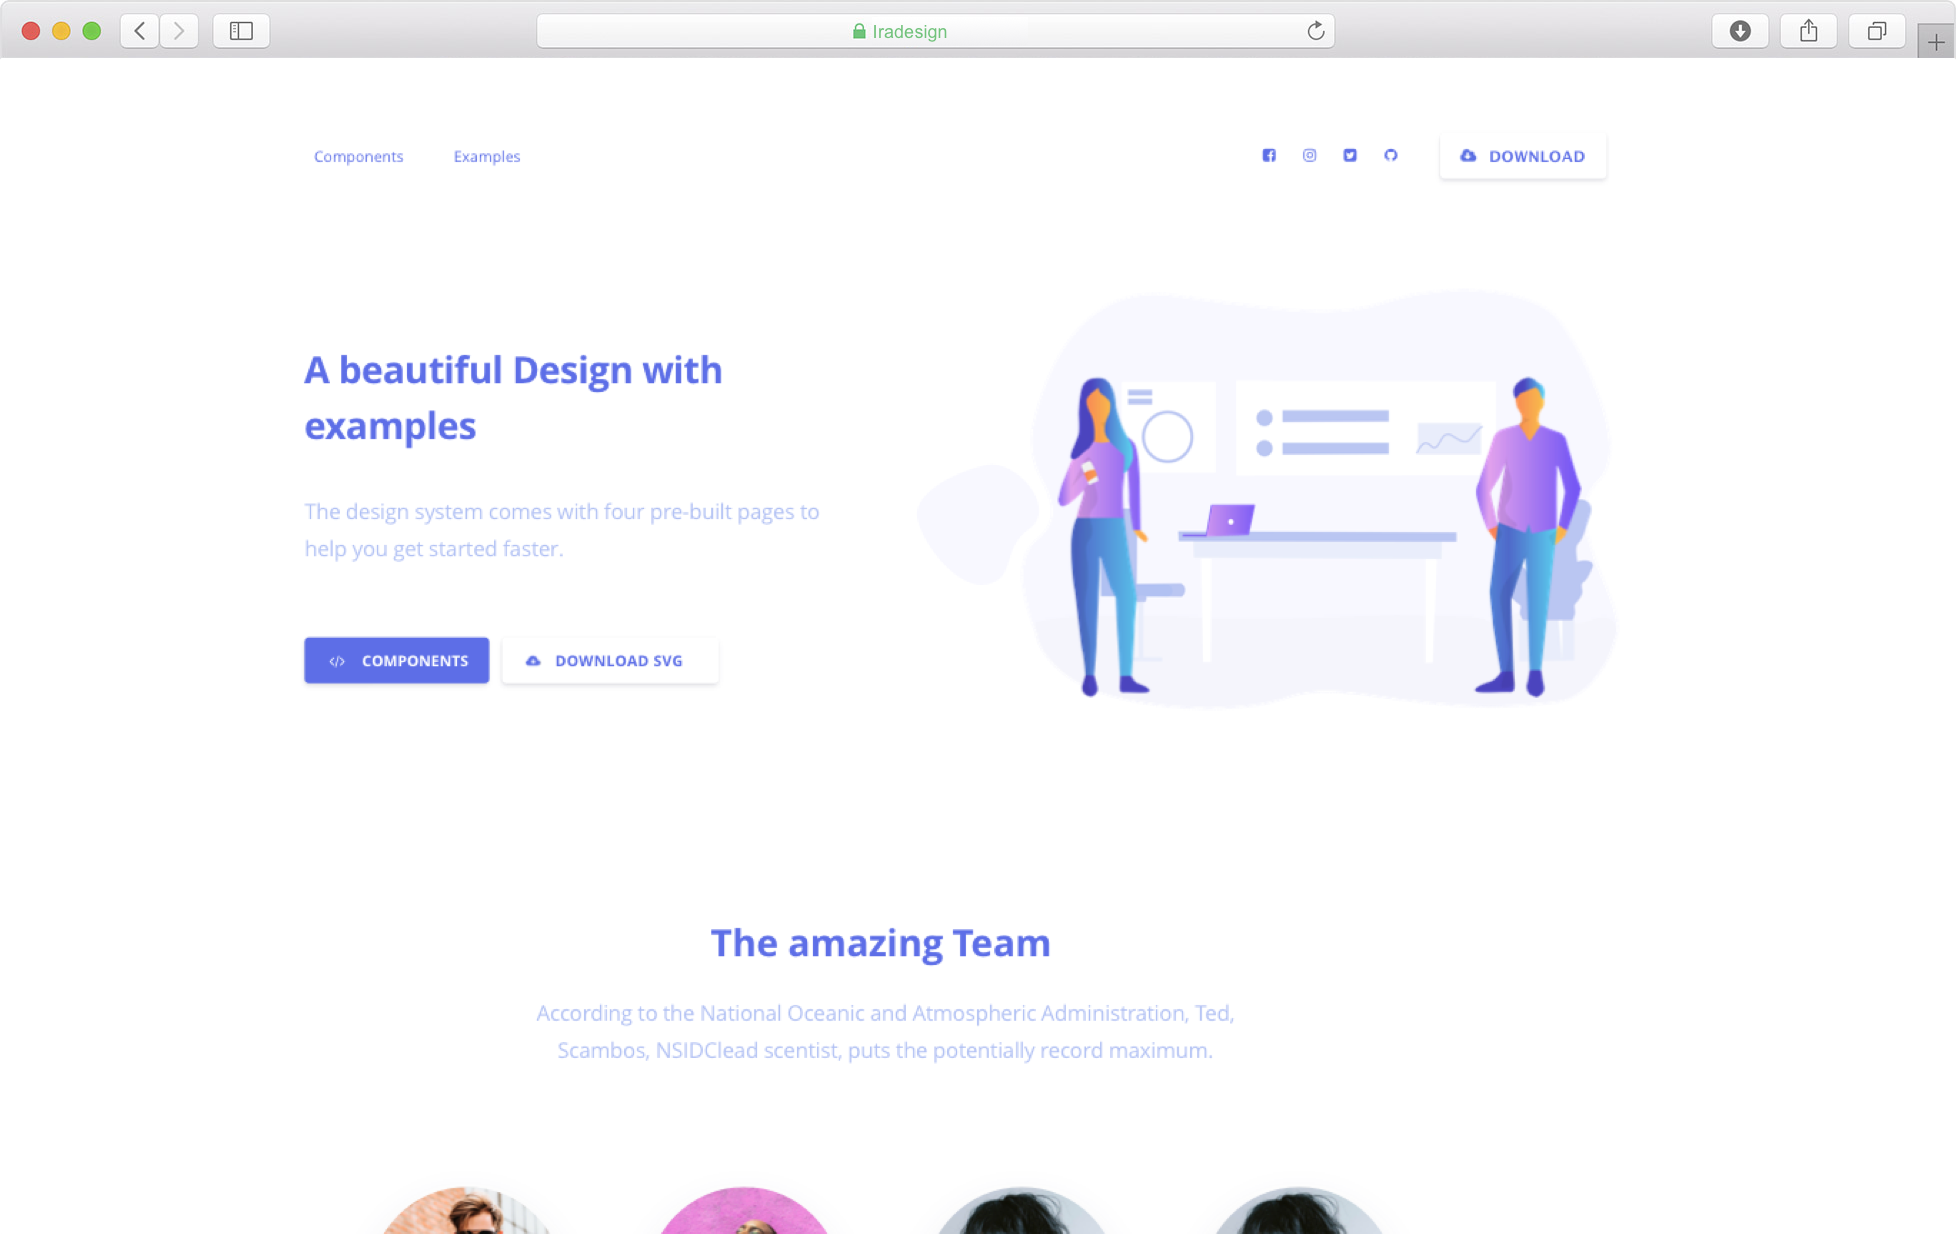 Iradesign
Components
Examples
DOWNLOAD
A beautiful Design with
examples
The design system comes with four pre-built pages to
help you get started faster.
</> COMPONENTS
DOWNLOAD SVG
The amazing Team
According to the National Oceanic and Atmospheric Administration, Ted,
Scambos, NSIDClead scentist, puts the potentially record maximum.